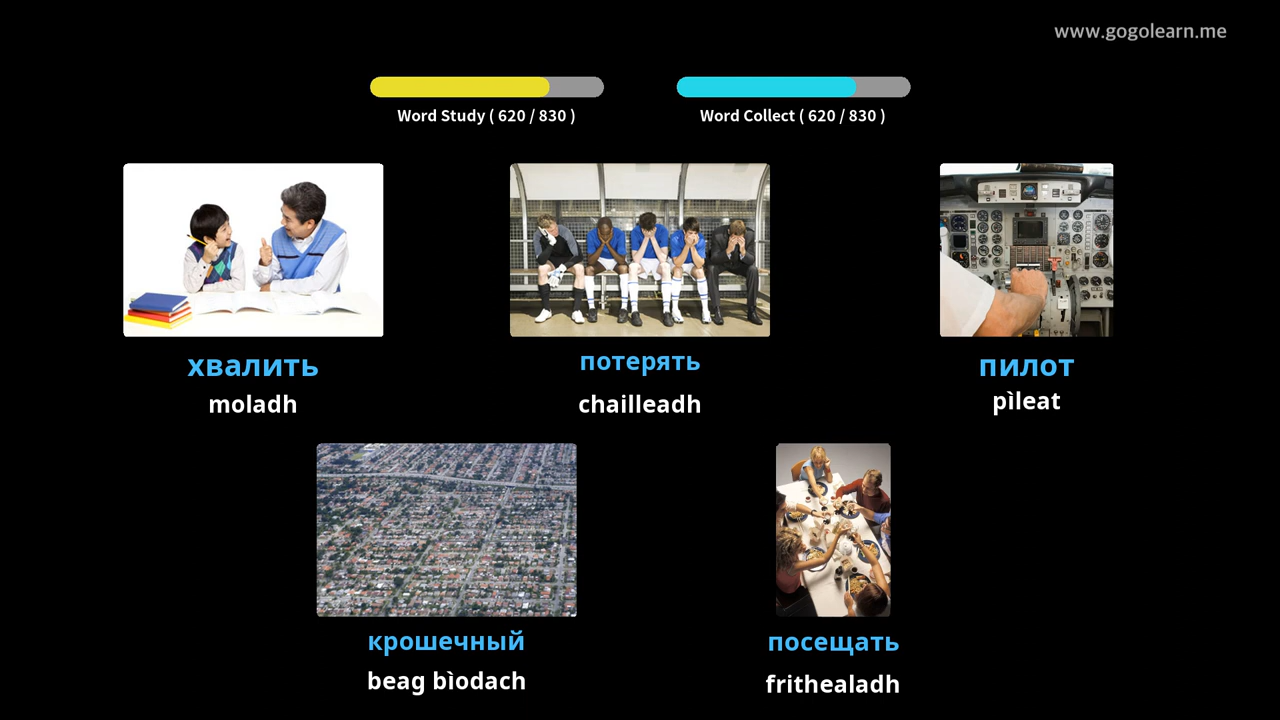 www.gogolearn.me
Word Study ( 620 / 830 )
Word Collect ( 620 / 830 )
хвалить
moladh
потерять
chailleadh
пилот
pìleat
крошечный
beag bìodach
посещать
frithealadh